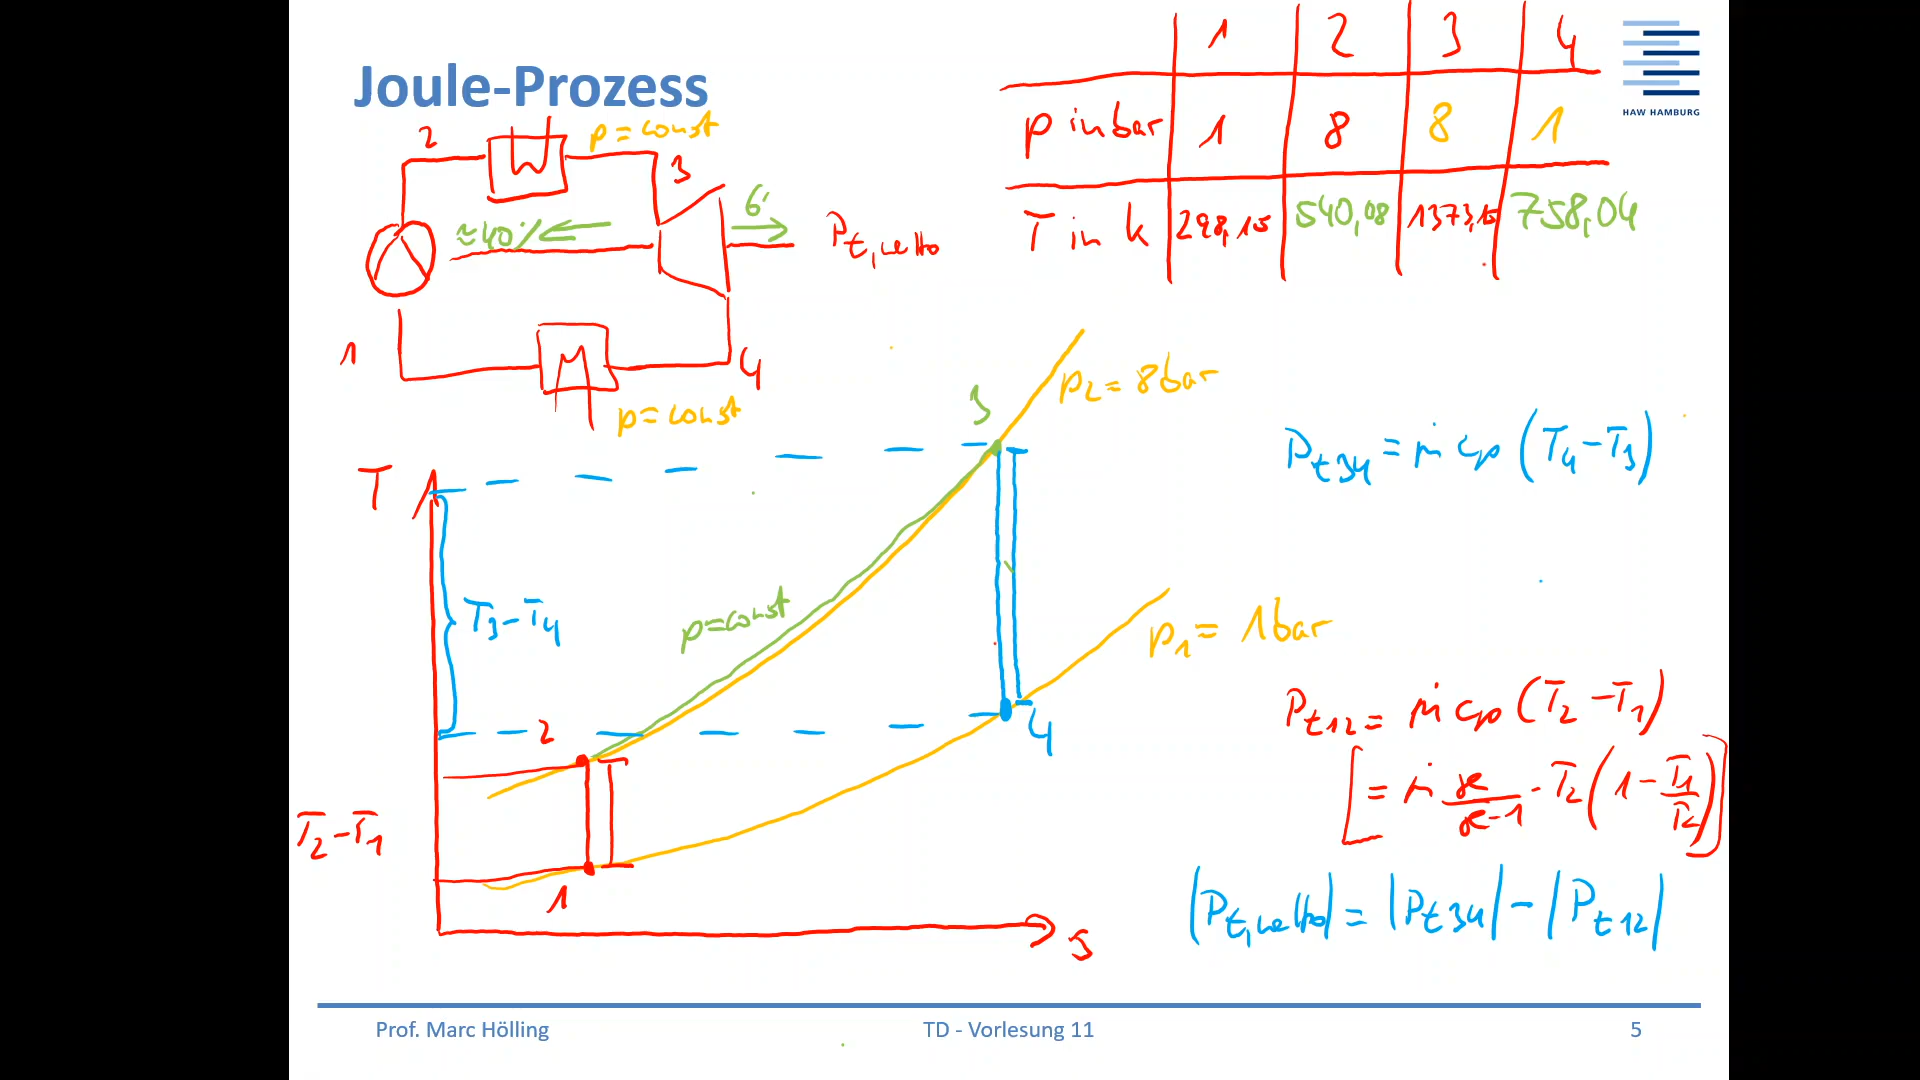 Joule-Prozess
1 2 3 4
p in bar 1 8 8 1
T in k 298,15 540,08 1373,15 758,04
HAW HAMBURG
2
p = const
3
≈40%
Pt,netto
1
4
p = const
T
3
p2 = 8bar
Pt34 = ṁ cp (T4 - T3)
T3 - T4
p=const
p1 = 1bar
2
4
Pt12 = ṁ cp (T2 - T1)
[= ṁ æ/æ-1 · T2 (1 - T1/T2)]
T2 - T1
1
|Pt,netto| = |Pt34| - |Pt12|
s
Prof. Marc Hölling
TD - Vorlesung 11
5